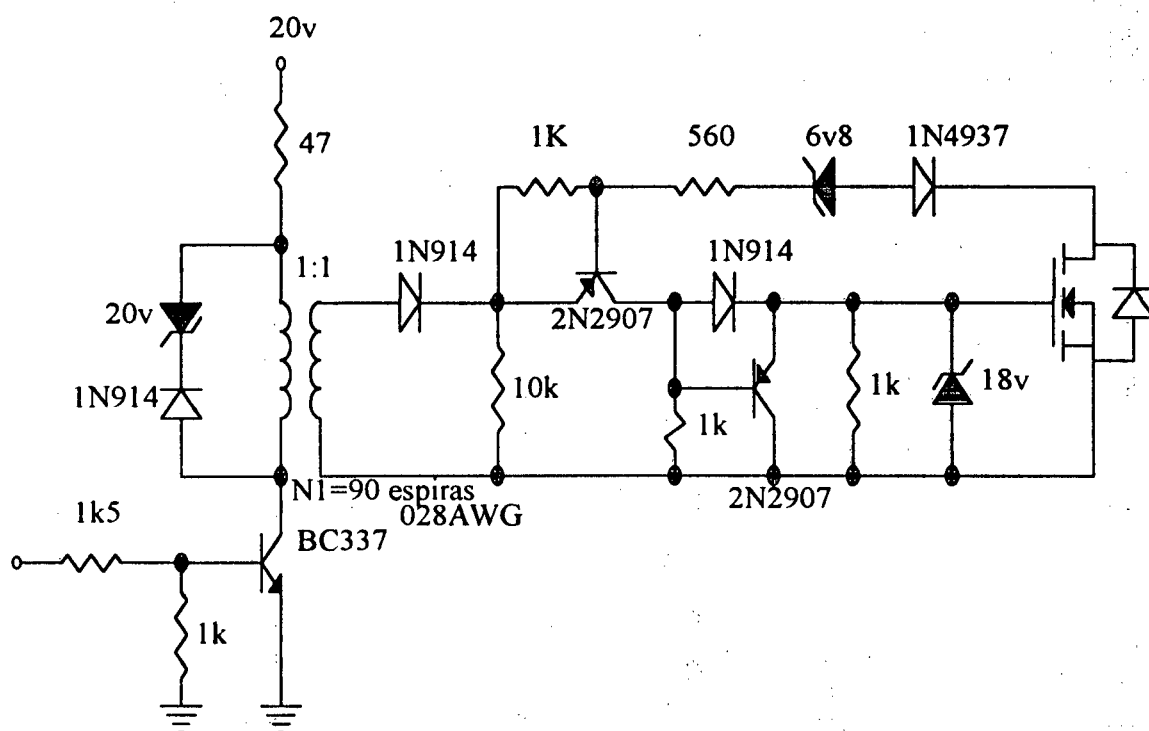 20v
47
1K
560
6v8
1N4937
1N914
1N914
1:1
20v
2N2907
1N914
10k
1k
1k
18v
N1=90 espiras
028AWG
2N2907
1k5
BC337
1k